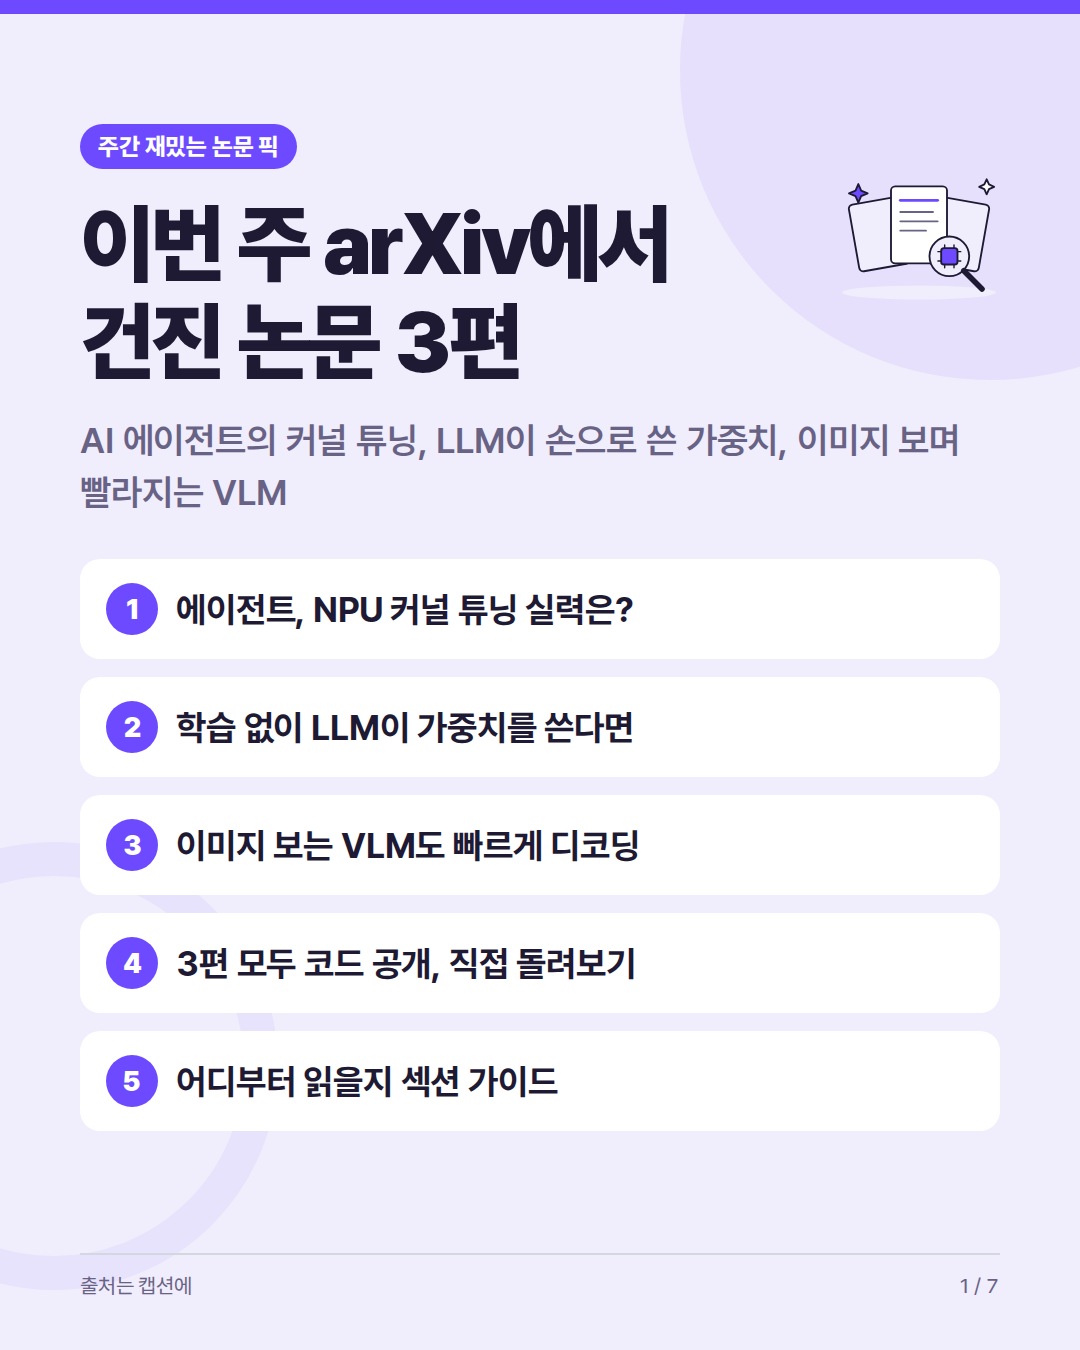 주간 재밌는 논문 픽
이번 주 arXiv에서
건진 논문 3편
AI 에이전트의 커널 튜닝, LLM이 손으로 쓴 가중치, 이미지 보며
빨라지는 VLM
1 에이전트, NPU 커널 튜닝 실력은?
2 학습 없이 LLM이 가중치를 쓴다면
3 이미지 보는 VLM도 빠르게 디코딩
4 3편 모두 코드 공개, 직접 돌려보기
5 어디부터 읽을지 섹션 가이드
출처는 캡션에
1 / 7